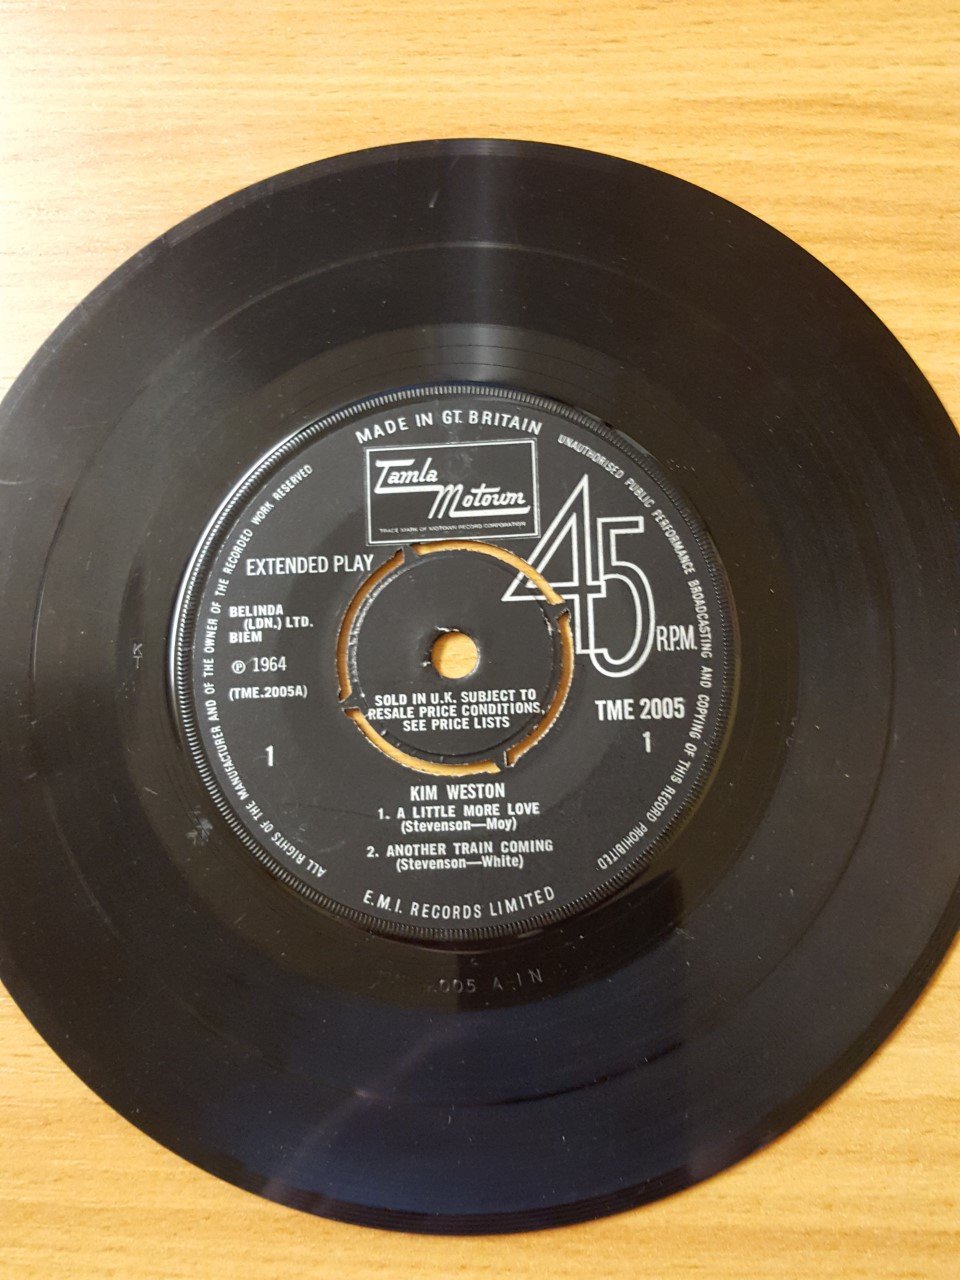 MADE IN GT. BRITAIN
Tamla
Motown
TRADE MARK OF MOTOWN RECORD CORPORATION
UNAUTHORISED PUBLIC PERFORMANCE BROADCASTING AND COPYING OF THIS RECORD PROHIBITED
ALL RIGHTS OF THE MANUFACTURER AND OF THE OWNER OF THE RECORDED WORK RESERVED
EXTENDED PLAY
45 R.P.M.
BELINDA
(LDN.) LTD.
BIEM
℗ 1964
(TME.2005A)
SOLD IN U.K. SUBJECT TO
RESALE PRICE CONDITIONS,
SEE PRICE LISTS
TME 2005
1
1
KIM WESTON
1. A LITTLE MORE LOVE
(Stevenson—Moy)
2. ANOTHER TRAIN COMING
(Stevenson—White)
E.M.I. RECORDS LIMITED
KT
005 A-1N